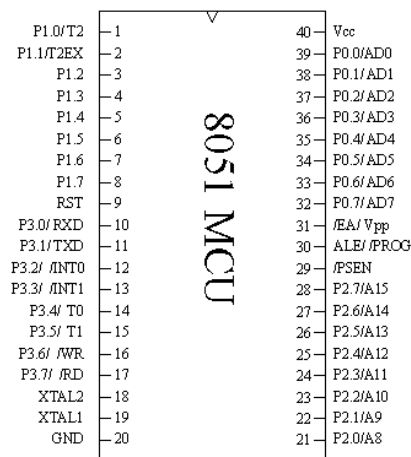 P1.0/T2 1 40 Vcc
P1.1/T2EX 2 39 P0.0/AD0
P1.2 3 38 P0.1/AD1
P1.3 4 37 P0.2/AD2
P1.4 5 36 P0.3/AD3
P1.5 6 35 P0.4/AD4
P1.6 7 34 P0.5/AD5
P1.7 8 33 P0.6/AD6
RST 9 32 P0.7/AD7
P3.0/ RXD 10 31 /EA/ Vpp
P3.1/TXD 11 30 ALE/ /PROG
P3.2/ /INT0 12 29 /PSEN
P3.3/ /INT1 13 28 P2.7/A15
P3.4/ T0 14 27 P2.6/A14
P3.5/ T1 15 26 P2.5/A13
P3.6/ /WR 16 25 P2.4/A12
P3.7/ /RD 17 24 P2.3/A11
XTAL2 18 23 P2.2/A10
XTAL1 19 22 P2.1/A9
GND 20 21 P2.0/A8
8051 MCU